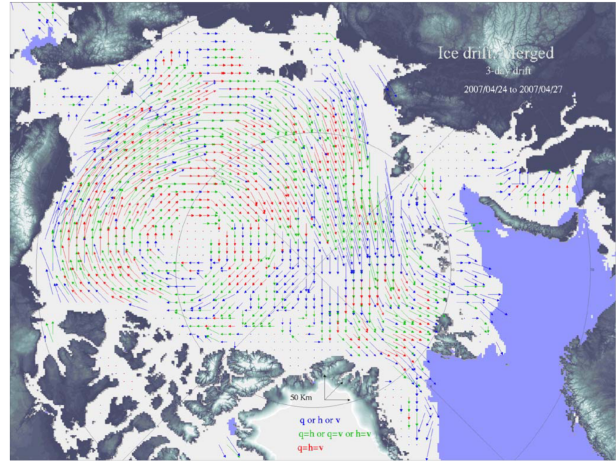 Ice drift Merged
3-day drift
2007/04/24 to 2007/04/27
50 Km
q or h or v
q=h or q=v or h=v
q=h=v